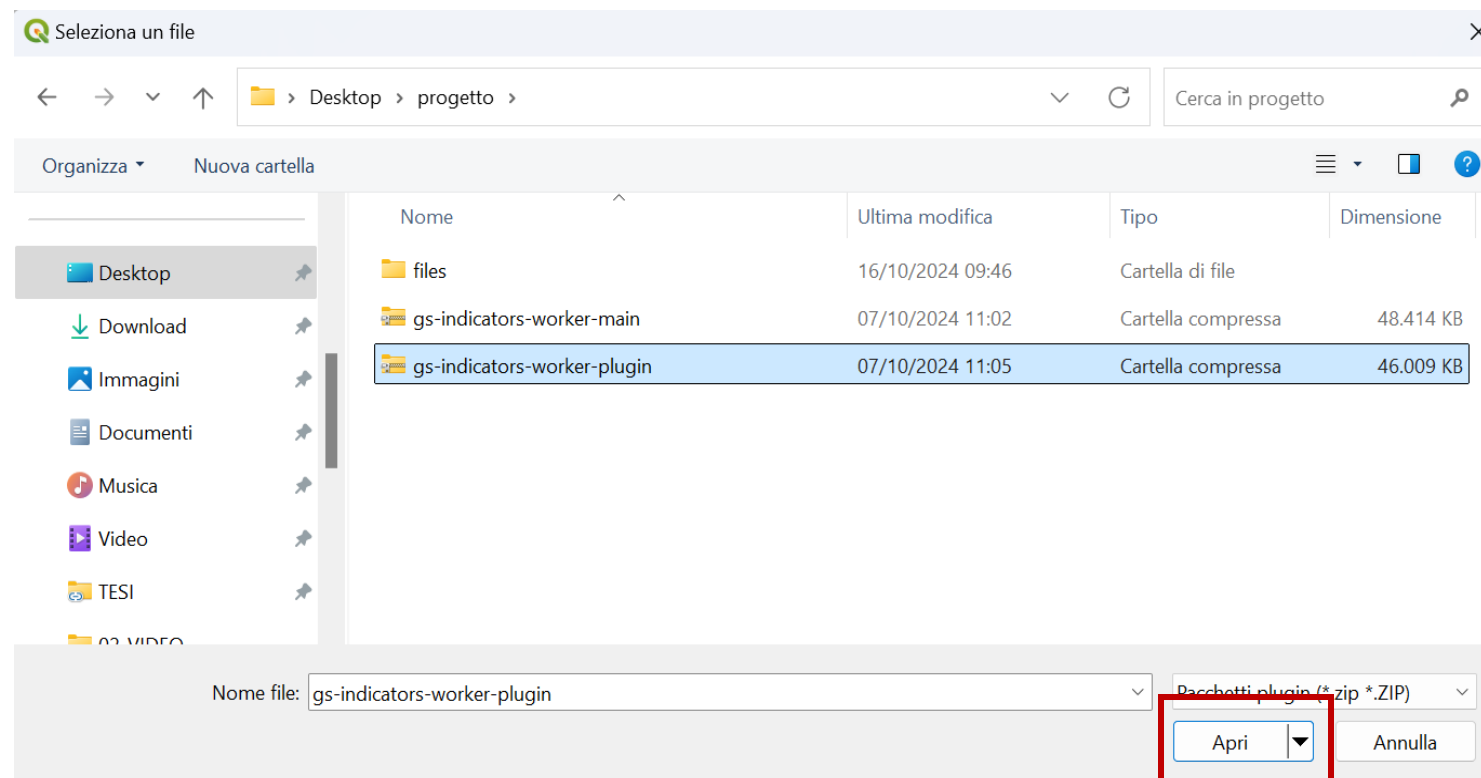 Seleziona un file
Desktop > progetto >
Cerca in progetto
Organizza
Nuova cartella
Nome
Ultima modifica
Tipo
Dimensione
Desktop
Download
Immagini
Documenti
Musica
Video
TESI
02_VIDEO
files 16/10/2024 09:46 Cartella di file
gs-indicators-worker-main 07/10/2024 11:02 Cartella compressa 48.414 KB
gs-indicators-worker-plugin 07/10/2024 11:05 Cartella compressa 46.009 KB
Nome file: gs-indicators-worker-plugin
Pacchetti plugin (*.zip *.ZIP)
Apri
Annulla